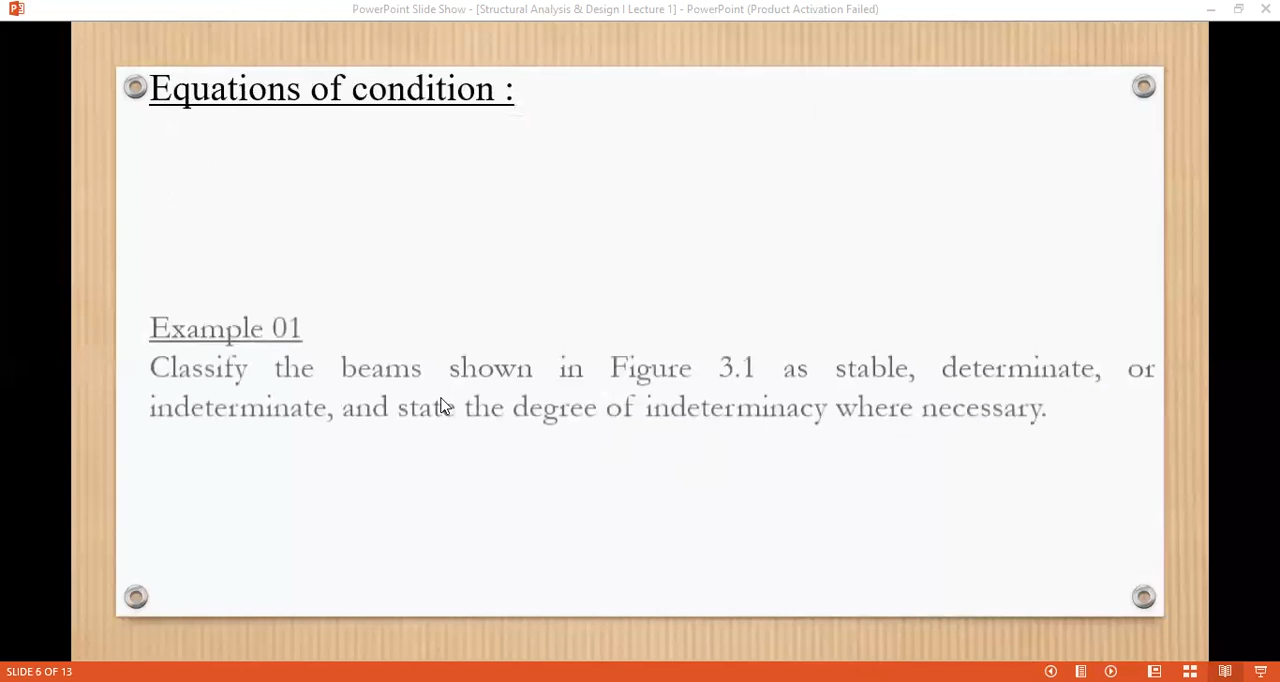 PowerPoint Slide Show - [Structural Analysis & Design I Lecture 1] - PowerPoint (Product Activation Failed)
Equations of condition :
Example 01
Classify the beams shown in Figure 3.1 as stable, determinate, or
indeterminate, and state the degree of indeterminacy where necessary.
SLIDE 6 OF 13